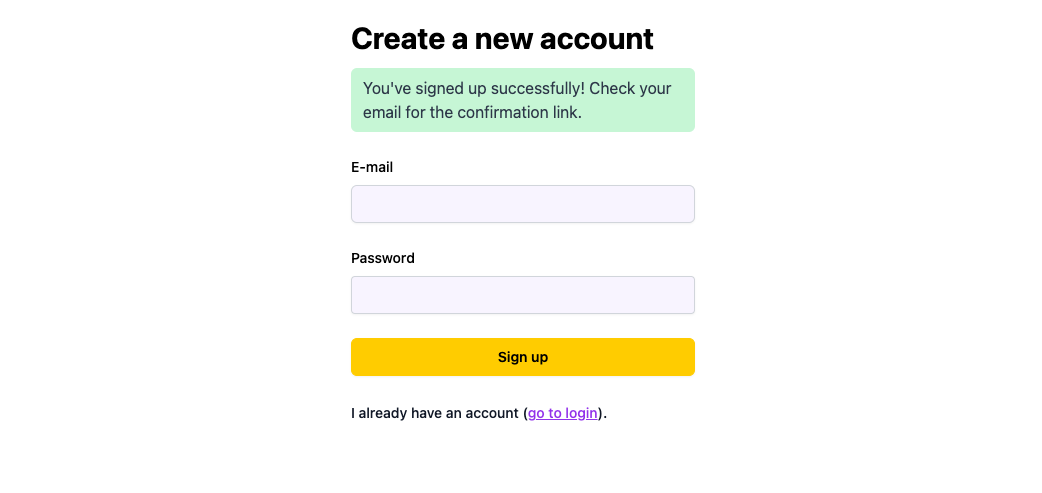 Create a new account
You've signed up successfully! Check your
email for the confirmation link.
E-mail
Password
Sign up
I already have an account (go to login).